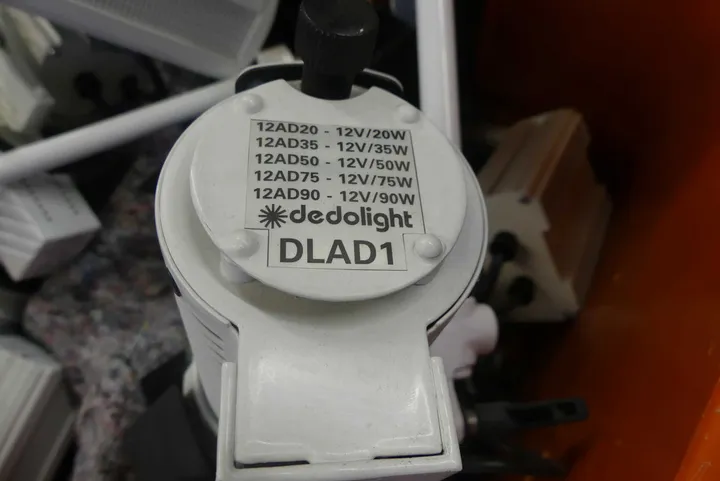 12AD20 - 12V/20W
12AD35 - 12V/35W
12AD50 - 12V/50W
12AD75 - 12V/75W
12AD90 - 12V/90W
dedolight
DLAD1